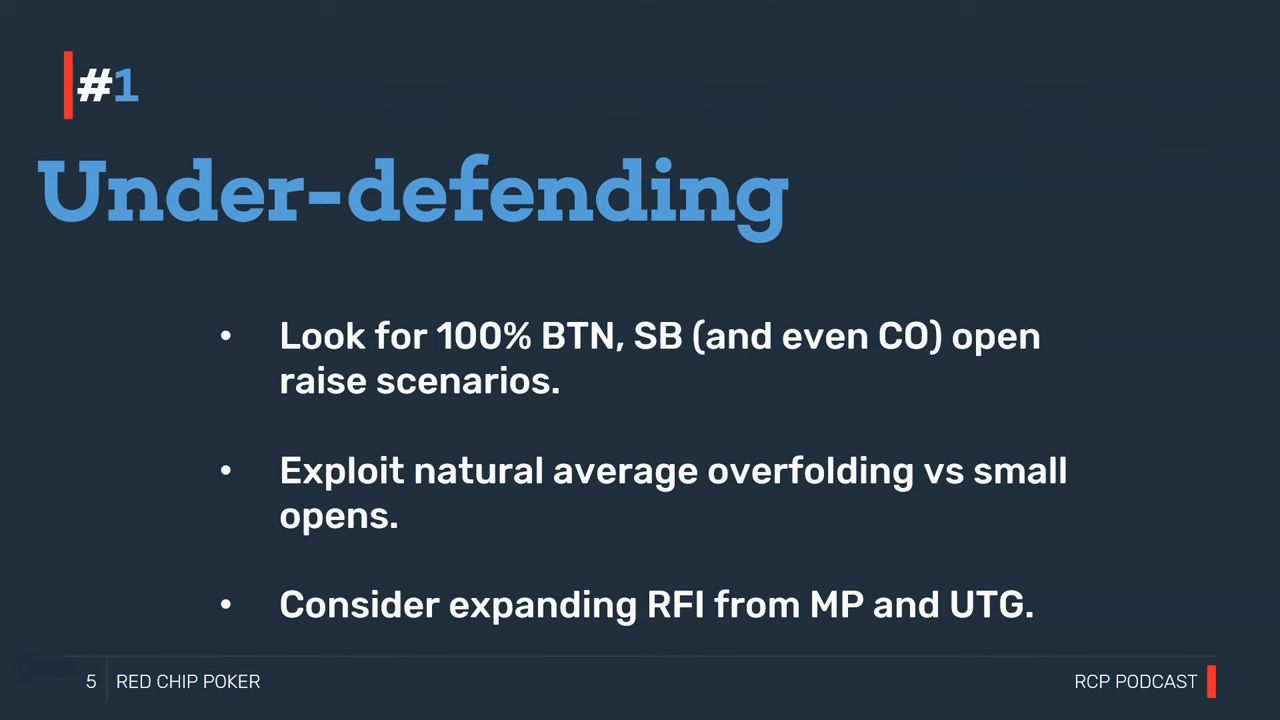 #1
Under-defending
• Look for 100% BTN, SB (and even CO) open
raise scenarios.
• Exploit natural average overfolding vs small
opens.
• Consider expanding RFI from MP and UTG.
5 RED CHIP POKER RCP PODCAST